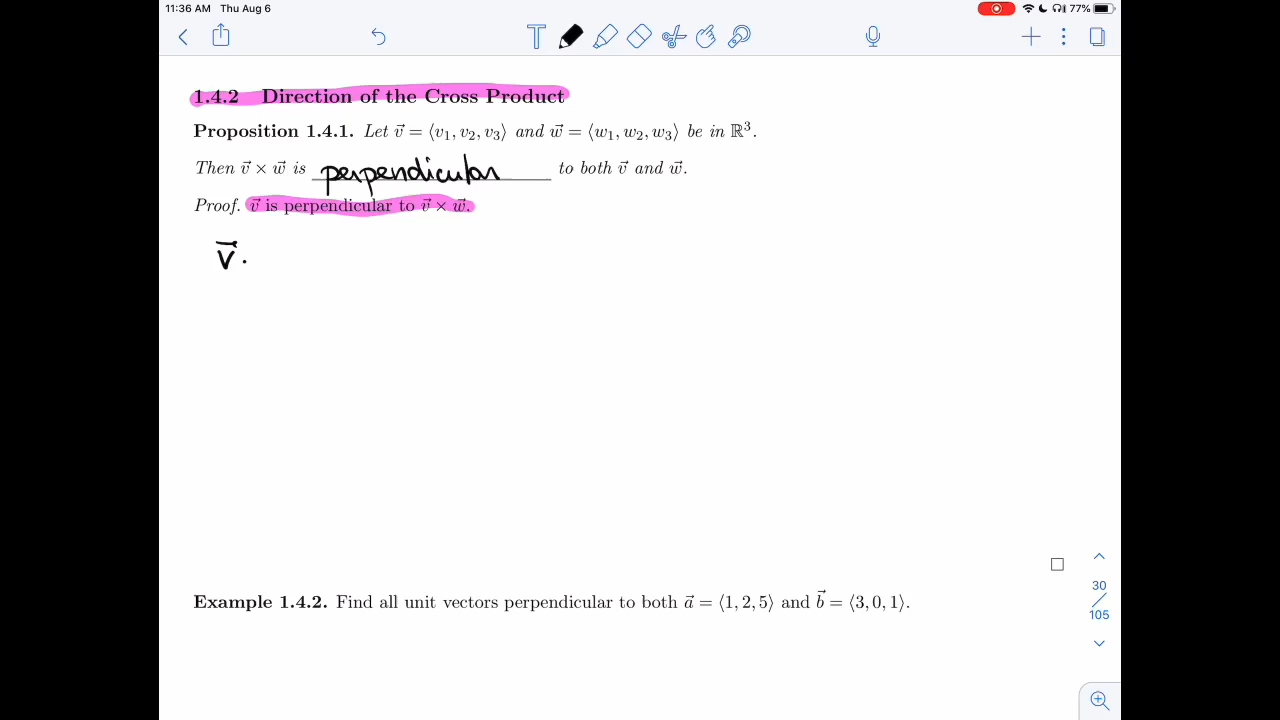 11:36 AM Thu Aug 6 77%
T
1.4.2 Direction of the Cross Product
Proposition 1.4.1. Let v⃗ = ⟨v₁, v₂, v₃⟩ and w⃗ = ⟨w₁, w₂, w₃⟩ be in ℝ³.
Then v⃗ × w⃗ is perpendicular to both v⃗ and w⃗.
Proof. v⃗ is perpendicular to v⃗ × w⃗.
v⃗ ·
□
Example 1.4.2. Find all unit vectors perpendicular to both a⃗ = ⟨1, 2, 5⟩ and b⃗ = ⟨3, 0, 1⟩.
30
105